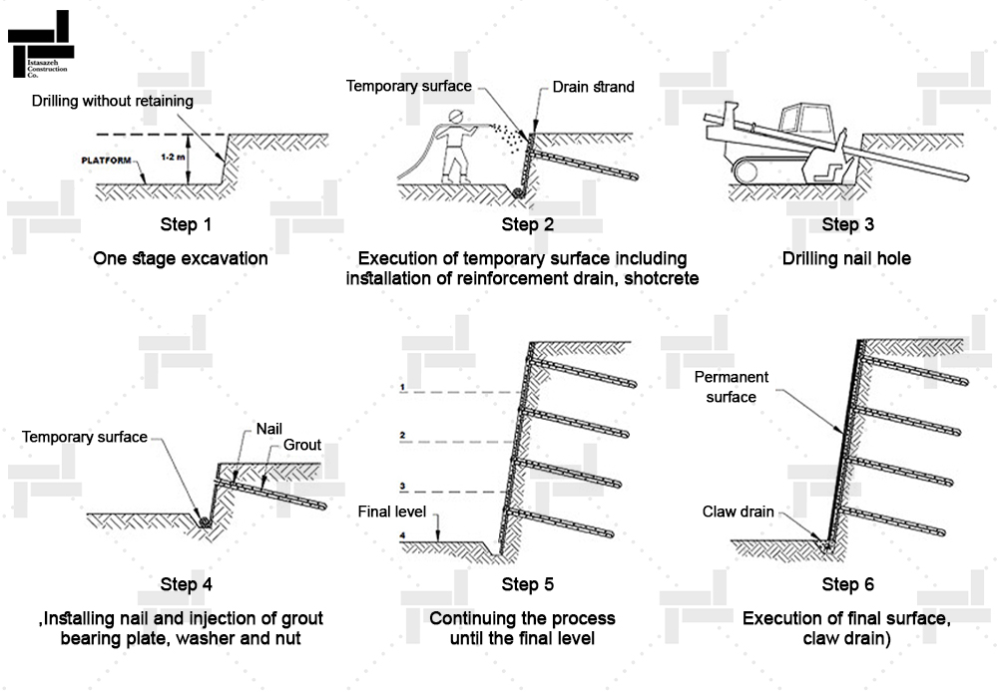 Istasazeh
Construction
Co.
Drilling without retaining
PLATFORM
1-2 m
Step 1
One stage excavation
Temporary surface
Drain strand
Step 2
Execution of temporary surface including
installation of reinforcement drain, shotcrete
Step 3
Drilling nail hole
Temporary surface
Nail
Grout
Step 4
,Installing nail and injection of grout
bearing plate, washer and nut
1
2
3
Final level
4
Step 5
Continuing the process
until the final level
Permanent
surface
Claw drain
Step 6
Execution of final surface,
claw drain)